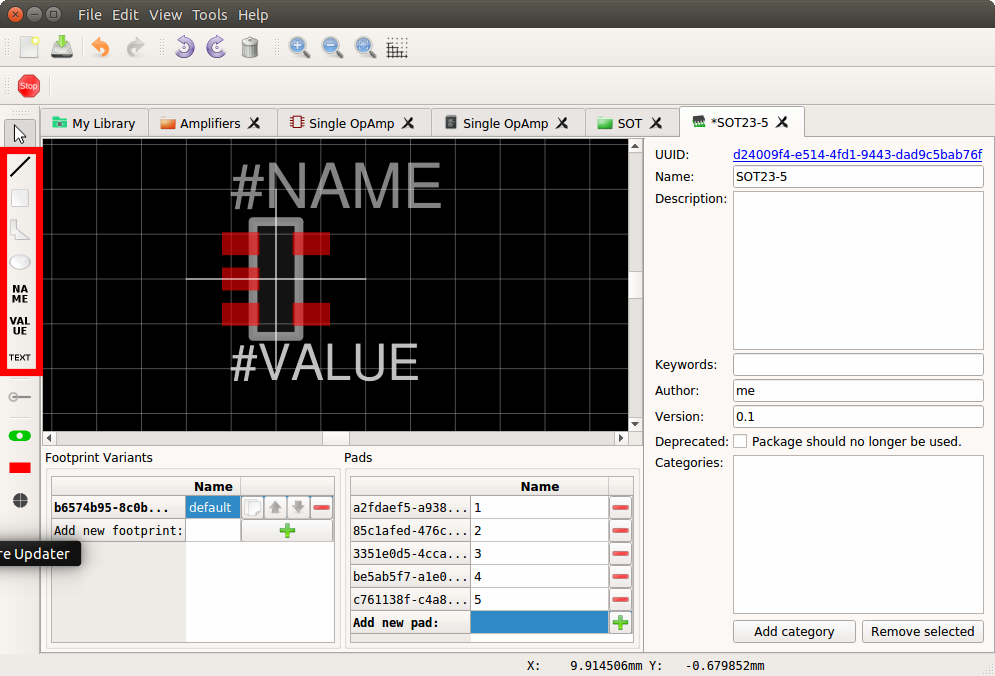 File Edit View Tools Help
Stop
My Library Amplifiers Single OpAmp Single OpAmp SOT *SOT23-5
NA
ME
VAL
UE
TEXT
#NAME
#VALUE
UUID: d24009f4-e514-4fd1-9443-dad9c5bab76f
Name: SOT23-5
Description:
Keywords:
Author: me
Version: 0.1
Deprecated: Package should no longer be used.
Categories:
Add category Remove selected
Footprint Variants
Name
b6574b95-8c0b... default
Add new footprint:
re Updater
Pads
Name
a2fdaef5-a938... 1
85c1afed-476c... 2
3351e0d5-4cca... 3
be5ab5f7-a1e0... 4
c761138f-c4a8... 5
Add new pad:
X: 9.914506mm Y: -0.679852mm